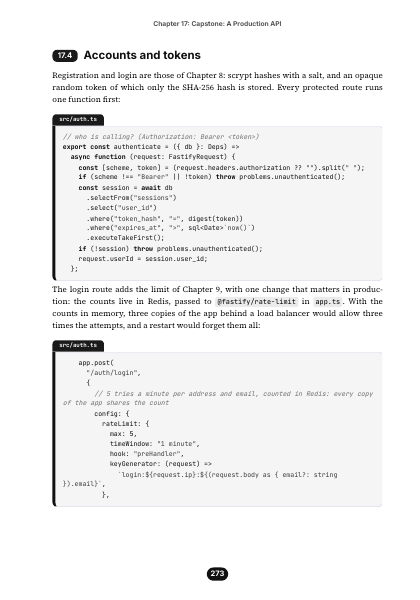 Chapter 17: Capstone: A Production API
17.4 Accounts and tokens
Registration and login are those of Chapter 8: scrypt hashes with a salt, and an opaque
random token of which only the SHA-256 hash is stored. Every protected route runs
one function first:
src/auth.ts
// who is calling? (Authorization: Bearer <token>)
export const authenticate = ({ db }: Deps) =>
  async function (request: FastifyRequest) {
    const [scheme, token] = (request.headers.authorization ?? "").split(" ");
    if (scheme !== "Bearer" || !token) throw problems.unauthenticated();
    const session = await db
      .selectFrom("sessions")
      .select("user_id")
      .where("token_hash", "=", digest(token))
      .where("expires_at", ">", sql<Date>`now()`)
      .executeTakeFirst();
    if (!session) throw problems.unauthenticated();
    request.userId = session.user_id;
  };
The login route adds the limit of Chapter 9, with one change that matters in produc-
tion: the counts live in Redis, passed to @fastify/rate-limit in app.ts. With the
counts in memory, three copies of the app behind a load balancer would allow three
times the attempts, and a restart would forget them all:
src/auth.ts
    app.post(
      "/auth/login",
      {
        // 5 tries a minute per address and email, counted in Redis: every copy
of the app shares the count
        config: {
          rateLimit: {
            max: 5,
            timeWindow: "1 minute",
            hook: "preHandler",
            keyGenerator: (request) =>
              `login:${request.ip}:${(request.body as { email?: string
}).email}`,
          },
273